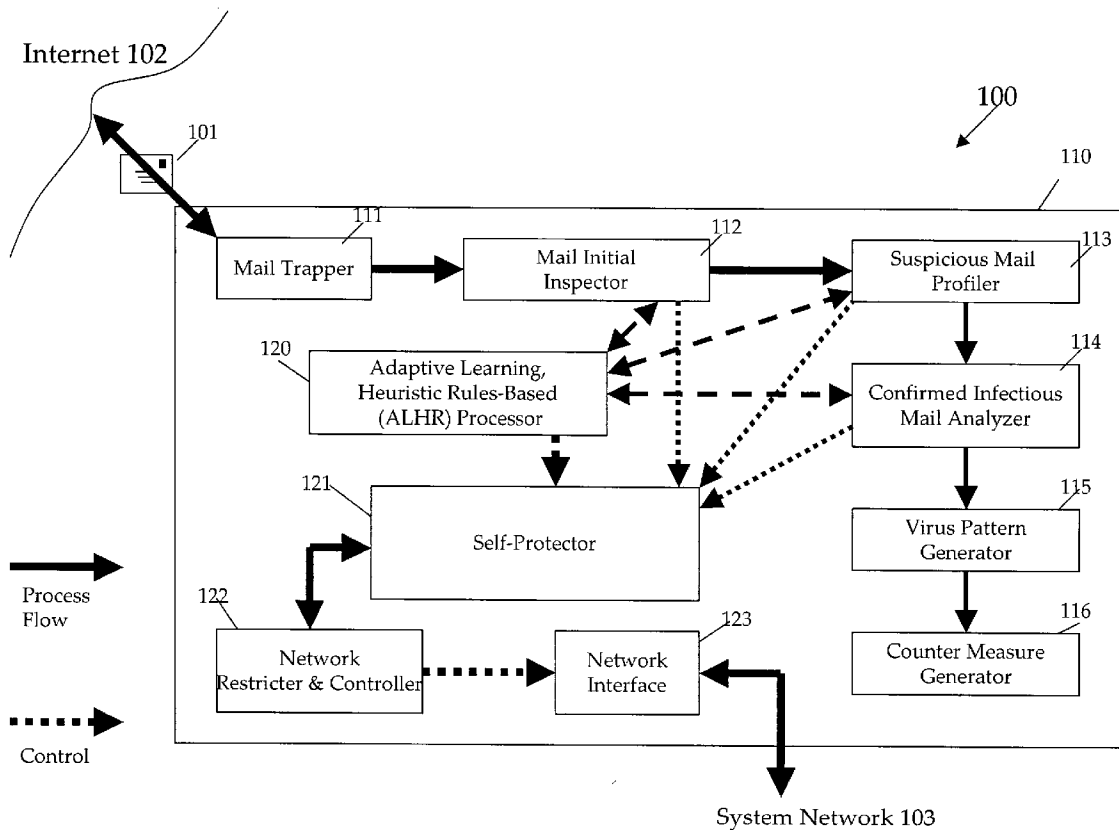 Internet 102
100
101
110
111
Mail Trapper
112
Mail Initial
Inspector
113
Suspicious Mail
Profiler
120
Adaptive Learning,
Heuristic Rules-Based
(ALHR) Processor
114
Confirmed Infectious
Mail Analyzer
121
Self-Protector
115
Virus Pattern
Generator
Process
Flow
122
Network
Restricter & Controller
123
Network
Interface
116
Counter Measure
Generator
Control
System Network 103